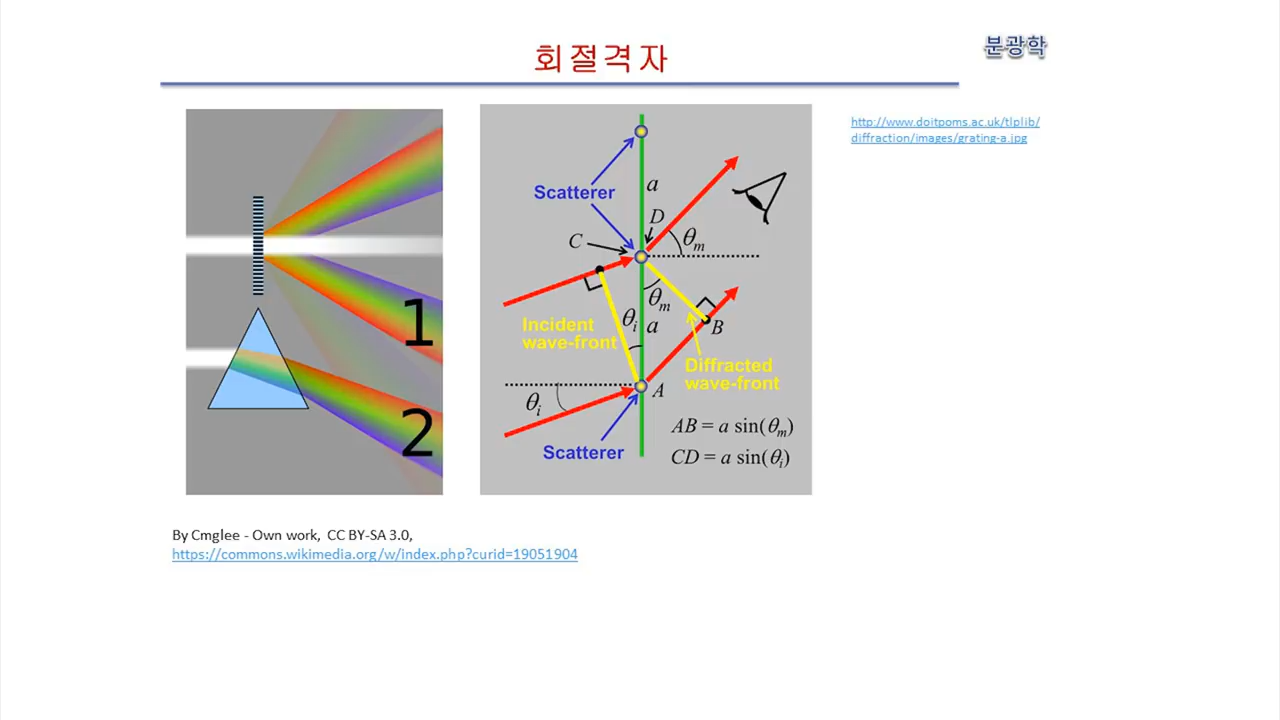 회절격자
분광학
http://www.doitpoms.ac.uk/tlplib/
diffraction/images/grating-a.jpg
1
2
Scatterer
a
D
C
θm
θm
θi
a
Incident
wave-front
B
Diffracted
wave-front
θi
A
Scatterer
AB = a sin(θm)
CD = a sin(θi)
By Cmglee - Own work, CC BY-SA 3.0,
https://commons.wikimedia.org/w/index.php?curid=19051904